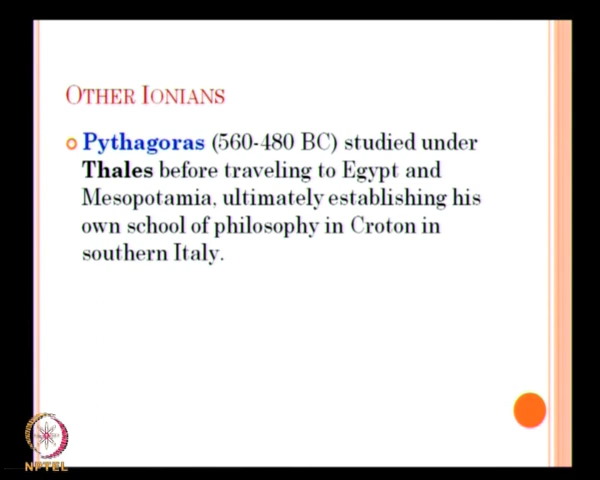 OTHER IONIANS
Pythagoras (560-480 BC) studied under
Thales before traveling to Egypt and
Mesopotamia, ultimately establishing his
own school of philosophy in Croton in
southern Italy.
NPTEL